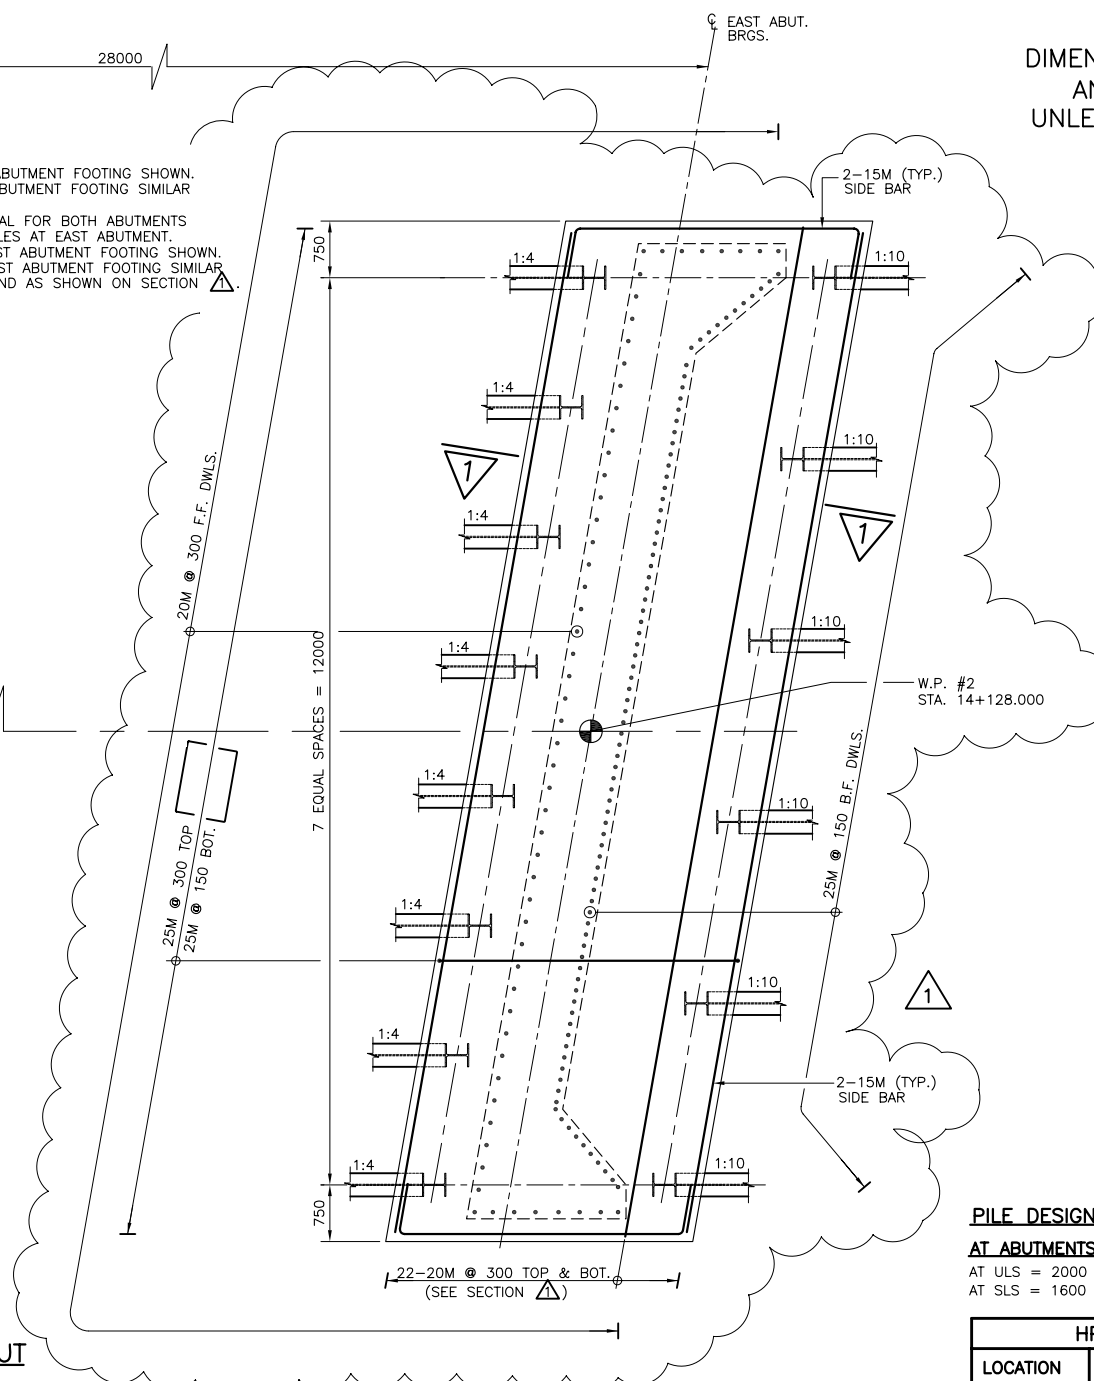 ℄ EAST ABUT.
BRGS.
28000
DIMEN
AN
UNLE
ABUTMENT FOOTING SHOWN.
BUTMENT FOOTING SIMILAR
AL FOR BOTH ABUTMENTS
LES AT EAST ABUTMENT.
ST ABUTMENT FOOTING SHOWN.
ST ABUTMENT FOOTING SIMILAR
ND AS SHOWN ON SECTION 1.
2-15M (TYP.)
SIDE BAR
750
1:4
1:10
1:4
1
1:10
1:4
1
20M @ 300 F.F. DWLS.
1:10
1:4
7 EQUAL SPACES = 12000
W.P. #2
STA. 14+128.000
1:4
1:10
25M @ 150 B.F. DWLS.
25M @ 300 TOP
25M @ 150 BOT.
1:4
1:10
1
1:4
2-15M (TYP.)
SIDE BAR
1:4
1:10
750
22-20M @ 300 TOP & BOT.
(SEE SECTION 1)
PILE DESIGN
AT ABUTMENTS
AT ULS = 2000
AT SLS = 1600
HP
LOCATION
UT